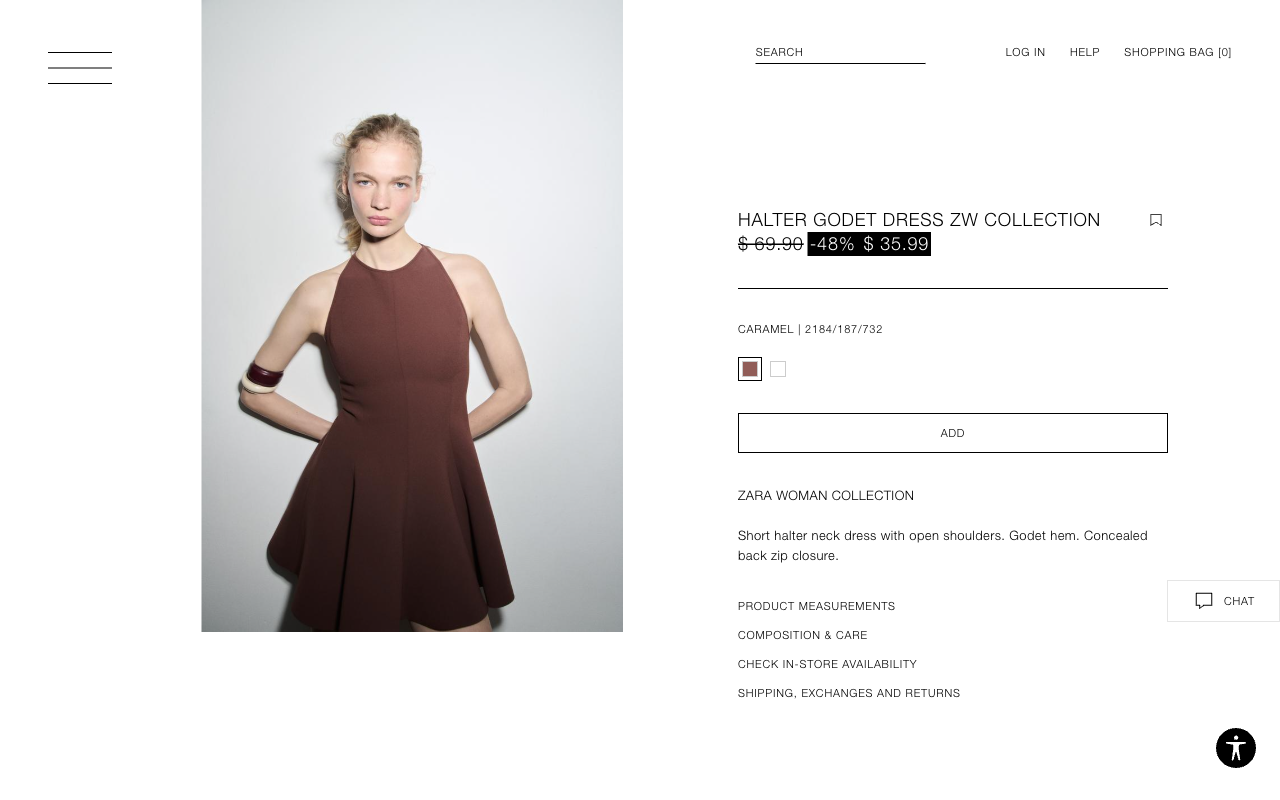 SEARCH
LOG IN
HELP
SHOPPING BAG [0]
HALTER GODET DRESS ZW COLLECTION
$ 69.90 -48% $ 35.99
CARAMEL | 2184/187/732
ADD
ZARA WOMAN COLLECTION
Short halter neck dress with open shoulders. Godet hem. Concealed
back zip closure.
PRODUCT MEASUREMENTS
CHAT
COMPOSITION & CARE
CHECK IN-STORE AVAILABILITY
SHIPPING, EXCHANGES AND RETURNS